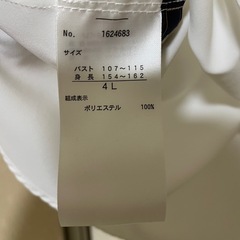 No. 1624683
サイズ
バスト 107～115
身長 154～162
4L
組成表示
ポリエステル 100%